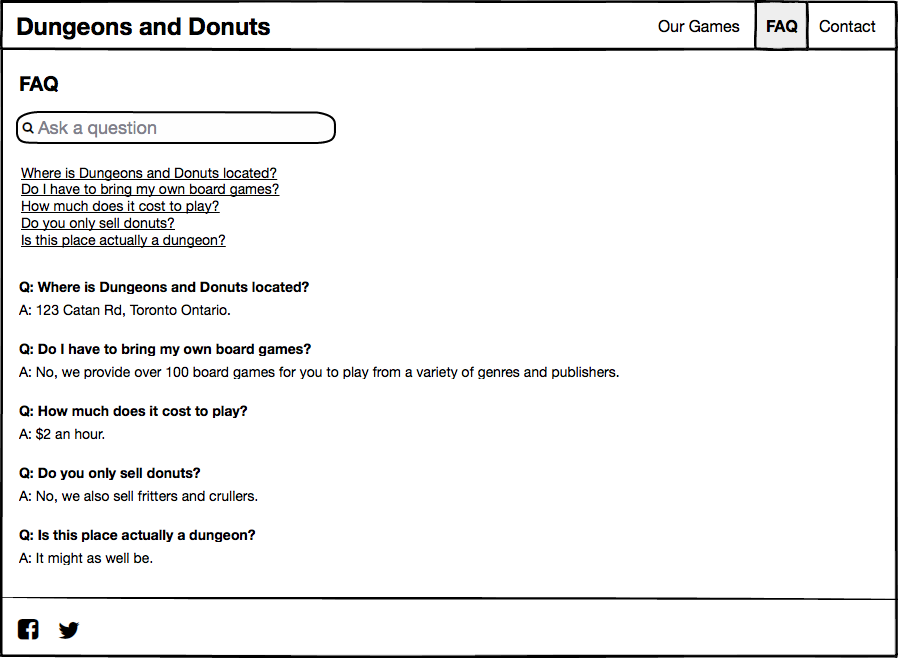 Dungeons and Donuts
Our Games
FAQ
Contact
FAQ
Ask a question
Where is Dungeons and Donuts located?
Do I have to bring my own board games?
How much does it cost to play?
Do you only sell donuts?
Is this place actually a dungeon?
Q: Where is Dungeons and Donuts located?
A: 123 Catan Rd, Toronto Ontario.
Q: Do I have to bring my own board games?
A: No, we provide over 100 board games for you to play from a variety of genres and publishers.
Q: How much does it cost to play?
A: $2 an hour.
Q: Do you only sell donuts?
A: No, we also sell fritters and crullers.
Q: Is this place actually a dungeon?
A: It might as well be.